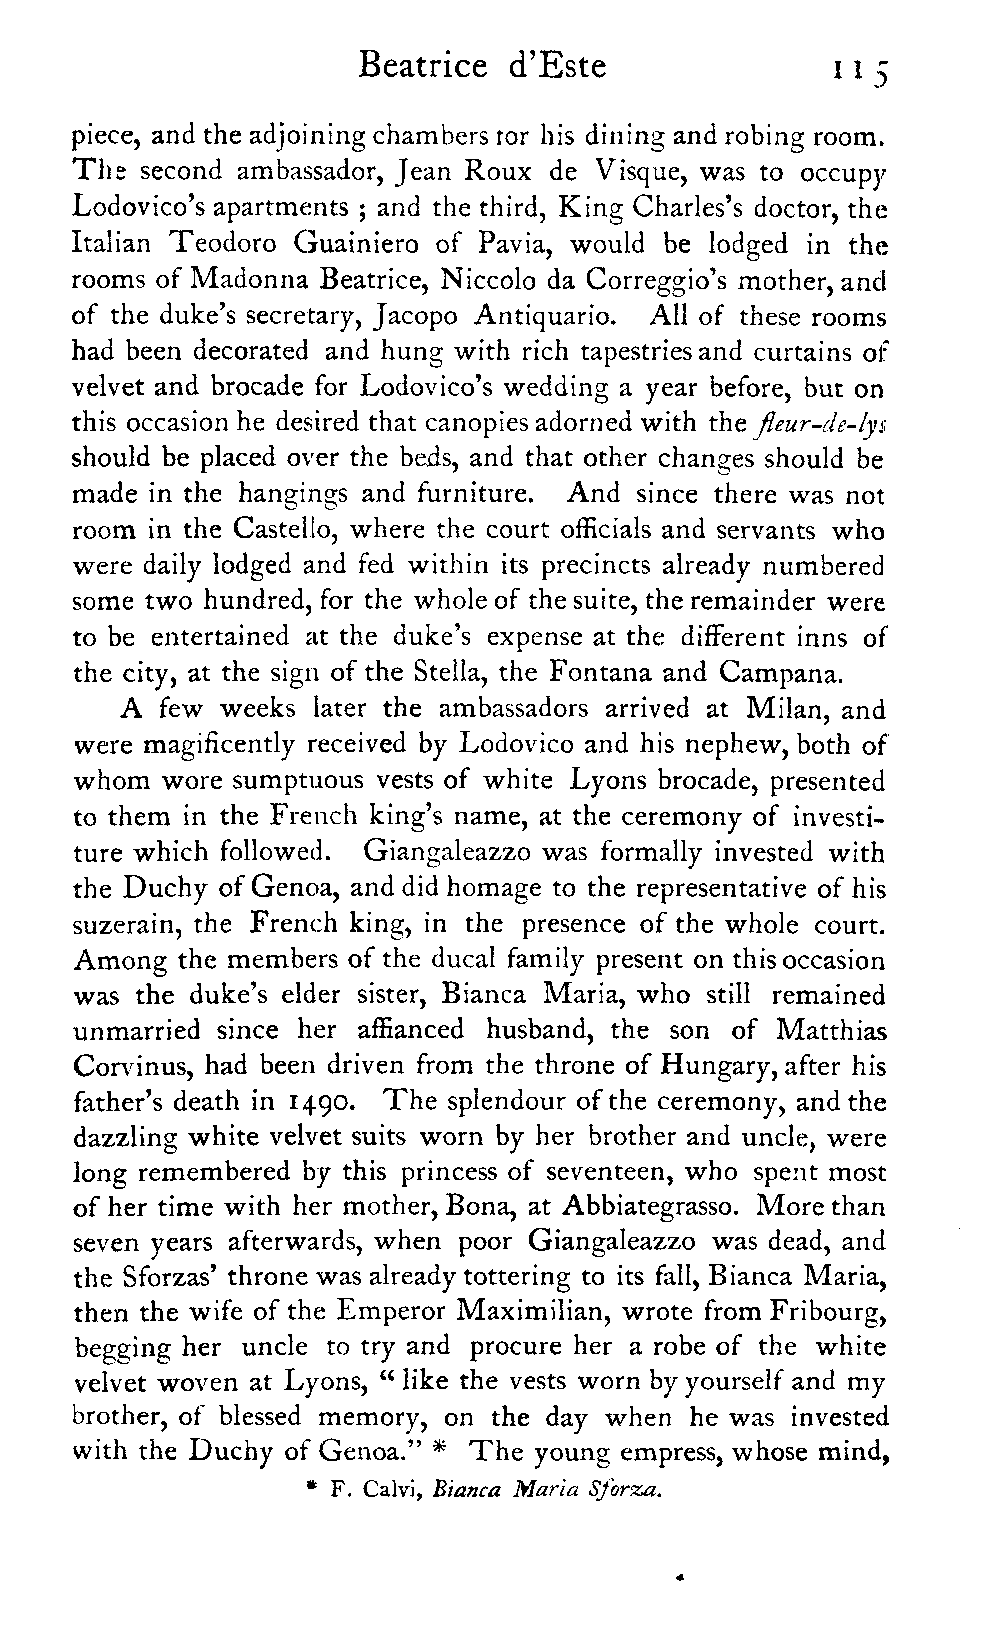 Beatrice d'Este 115
piece, and the adjoining chambers tor his dining and robing room.
The second ambassador, Jean Roux de Visque, was to occupy
Lodovico's apartments ; and the third, King Charles's doctor, the
Italian Teodoro Guainiero of Pavia, would be lodged in the
rooms of Madonna Beatrice, Niccolo da Correggio's mother, and
of the duke's secretary, Jacopo Antiquario. All of these rooms
had been decorated and hung with rich tapestries and curtains of
velvet and brocade for Lodovico's wedding a year before, but on
this occasion he desired that canopies adorned with the fleur-de-lys
should be placed over the beds, and that other changes should be
made in the hangings and furniture. And since there was not
room in the Castello, where the court officials and servants who
were daily lodged and fed within its precincts already numbered
some two hundred, for the whole of the suite, the remainder were
to be entertained at the duke's expense at the different inns of
the city, at the sign of the Stella, the Fontana and Campana.
A few weeks later the ambassadors arrived at Milan, and
were magificently received by Lodovico and his nephew, both of
whom wore sumptuous vests of white Lyons brocade, presented
to them in the French king's name, at the ceremony of investi-
ture which followed. Giangaleazzo was formally invested with
the Duchy of Genoa, and did homage to the representative of his
suzerain, the French king, in the presence of the whole court.
Among the members of the ducal family present on this occasion
was the duke's elder sister, Bianca Maria, who still remained
unmarried since her affianced husband, the son of Matthias
Corvinus, had been driven from the throne of Hungary, after his
father's death in 1490. The splendour of the ceremony, and the
dazzling white velvet suits worn by her brother and uncle, were
long remembered by this princess of seventeen, who spent most
of her time with her mother, Bona, at Abbiategrasso. More than
seven years afterwards, when poor Giangaleazzo was dead, and
the Sforzas' throne was already tottering to its fall, Bianca Maria,
then the wife of the Emperor Maximilian, wrote from Fribourg,
begging her uncle to try and procure her a robe of the white
velvet woven at Lyons, “ like the vests worn by yourself and my
brother, of blessed memory, on the day when he was invested
with the Duchy of Genoa.” * The young empress, whose mind,
* F. Calvi, Bianca Maria Sforza.